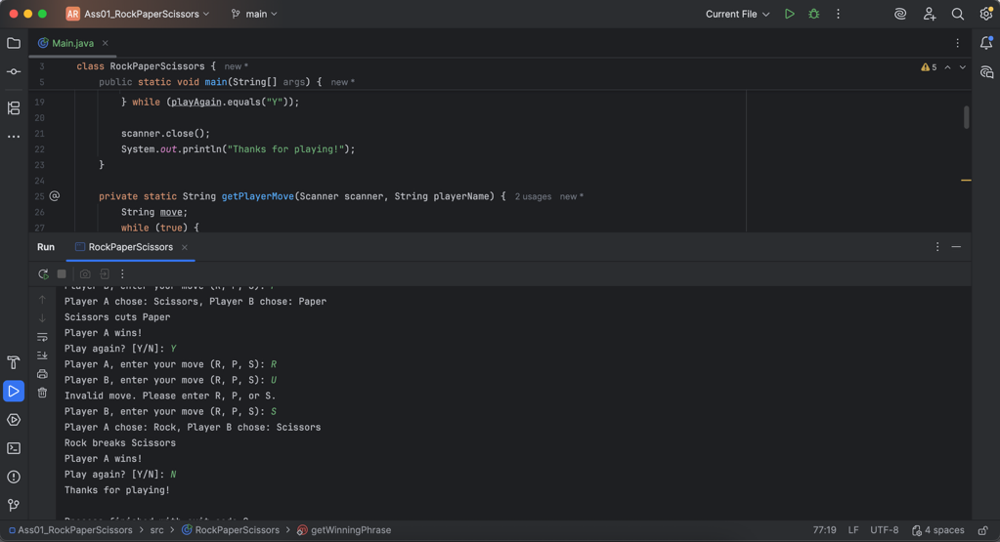 AR Ass01_RockPaperScissors main Current File
Main.java
3 class RockPaperScissors { new *
5 public static void main(String[] args) { new *
5
19 } while (playAgain.equals("Y"));
20
21 scanner.close();
22 System.out.println("Thanks for playing!");
23 }
24
25 @ private static String getPlayerMove(Scanner scanner, String playerName) { 2 usages new *
26 String move;
27 while (true) {
Run RockPaperScissors
Player B, enter your move (R, P, S):
Player A chose: Scissors, Player B chose: Paper
Scissors cuts Paper
Player A wins!
Play again? [Y/N]: Y
Player A, enter your move (R, P, S): R
Player B, enter your move (R, P, S): U
Invalid move. Please enter R, P, or S.
Player B, enter your move (R, P, S): S
Player A chose: Rock, Player B chose: Scissors
Rock breaks Scissors
Player A wins!
Play again? [Y/N]: N
Thanks for playing!
Process finished with exit code
Ass01_RockPaperScissors > src > RockPaperScissors > getWinningPhrase 77:19 LF UTF-8 4 spaces